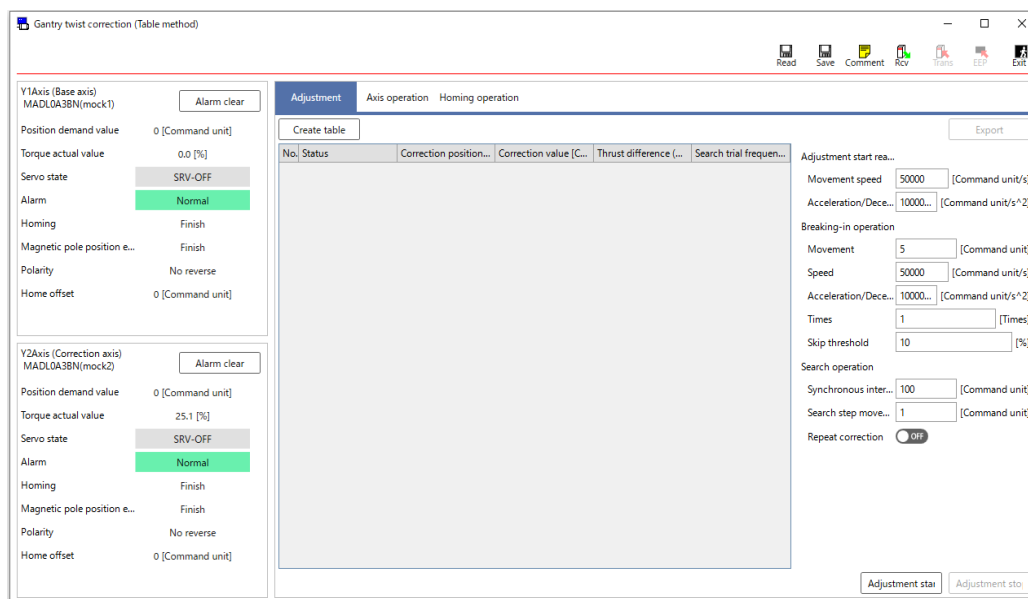 Gantry twist correction (Table method)
Read Save Comment Rcv Trans EEP Exit
Y1Axis (Base axis)
MADL0A3BN(mock1)
Alarm clear
Position demand value 0 [Command unit]
Torque actual value 0.0 [%]
Servo state SRV-OFF
Alarm Normal
Homing Finish
Magnetic pole position e... Finish
Polarity No reverse
Home offset 0 [Command unit]
Y2Axis (Correction axis)
MADL0A3BN(mock2)
Alarm clear
Position demand value 0 [Command unit]
Torque actual value 25.1 [%]
Servo state SRV-OFF
Alarm Normal
Homing Finish
Magnetic pole position e... Finish
Polarity No reverse
Home offset 0 [Command unit]
Adjustment Axis operation Homing operation
Create table Export
No. Status Correction position... Correction value [C... Thrust difference (... Search trial frequen...
Adjustment start rea...
Movement speed 50000 [Command unit/s]
Acceleration/Dece... 10000... [Command unit/s^2]
Breaking-in operation
Movement 5 [Command unit]
Speed 50000 [Command unit/s]
Acceleration/Dece... 10000... [Command unit/s^2]
Times 1 [Times]
Skip threshold 10 [%]
Search operation
Synchronous inter... 100 [Command unit]
Search step move... 1 [Command unit]
Repeat correction OFF
Adjustment star Adjustment stop